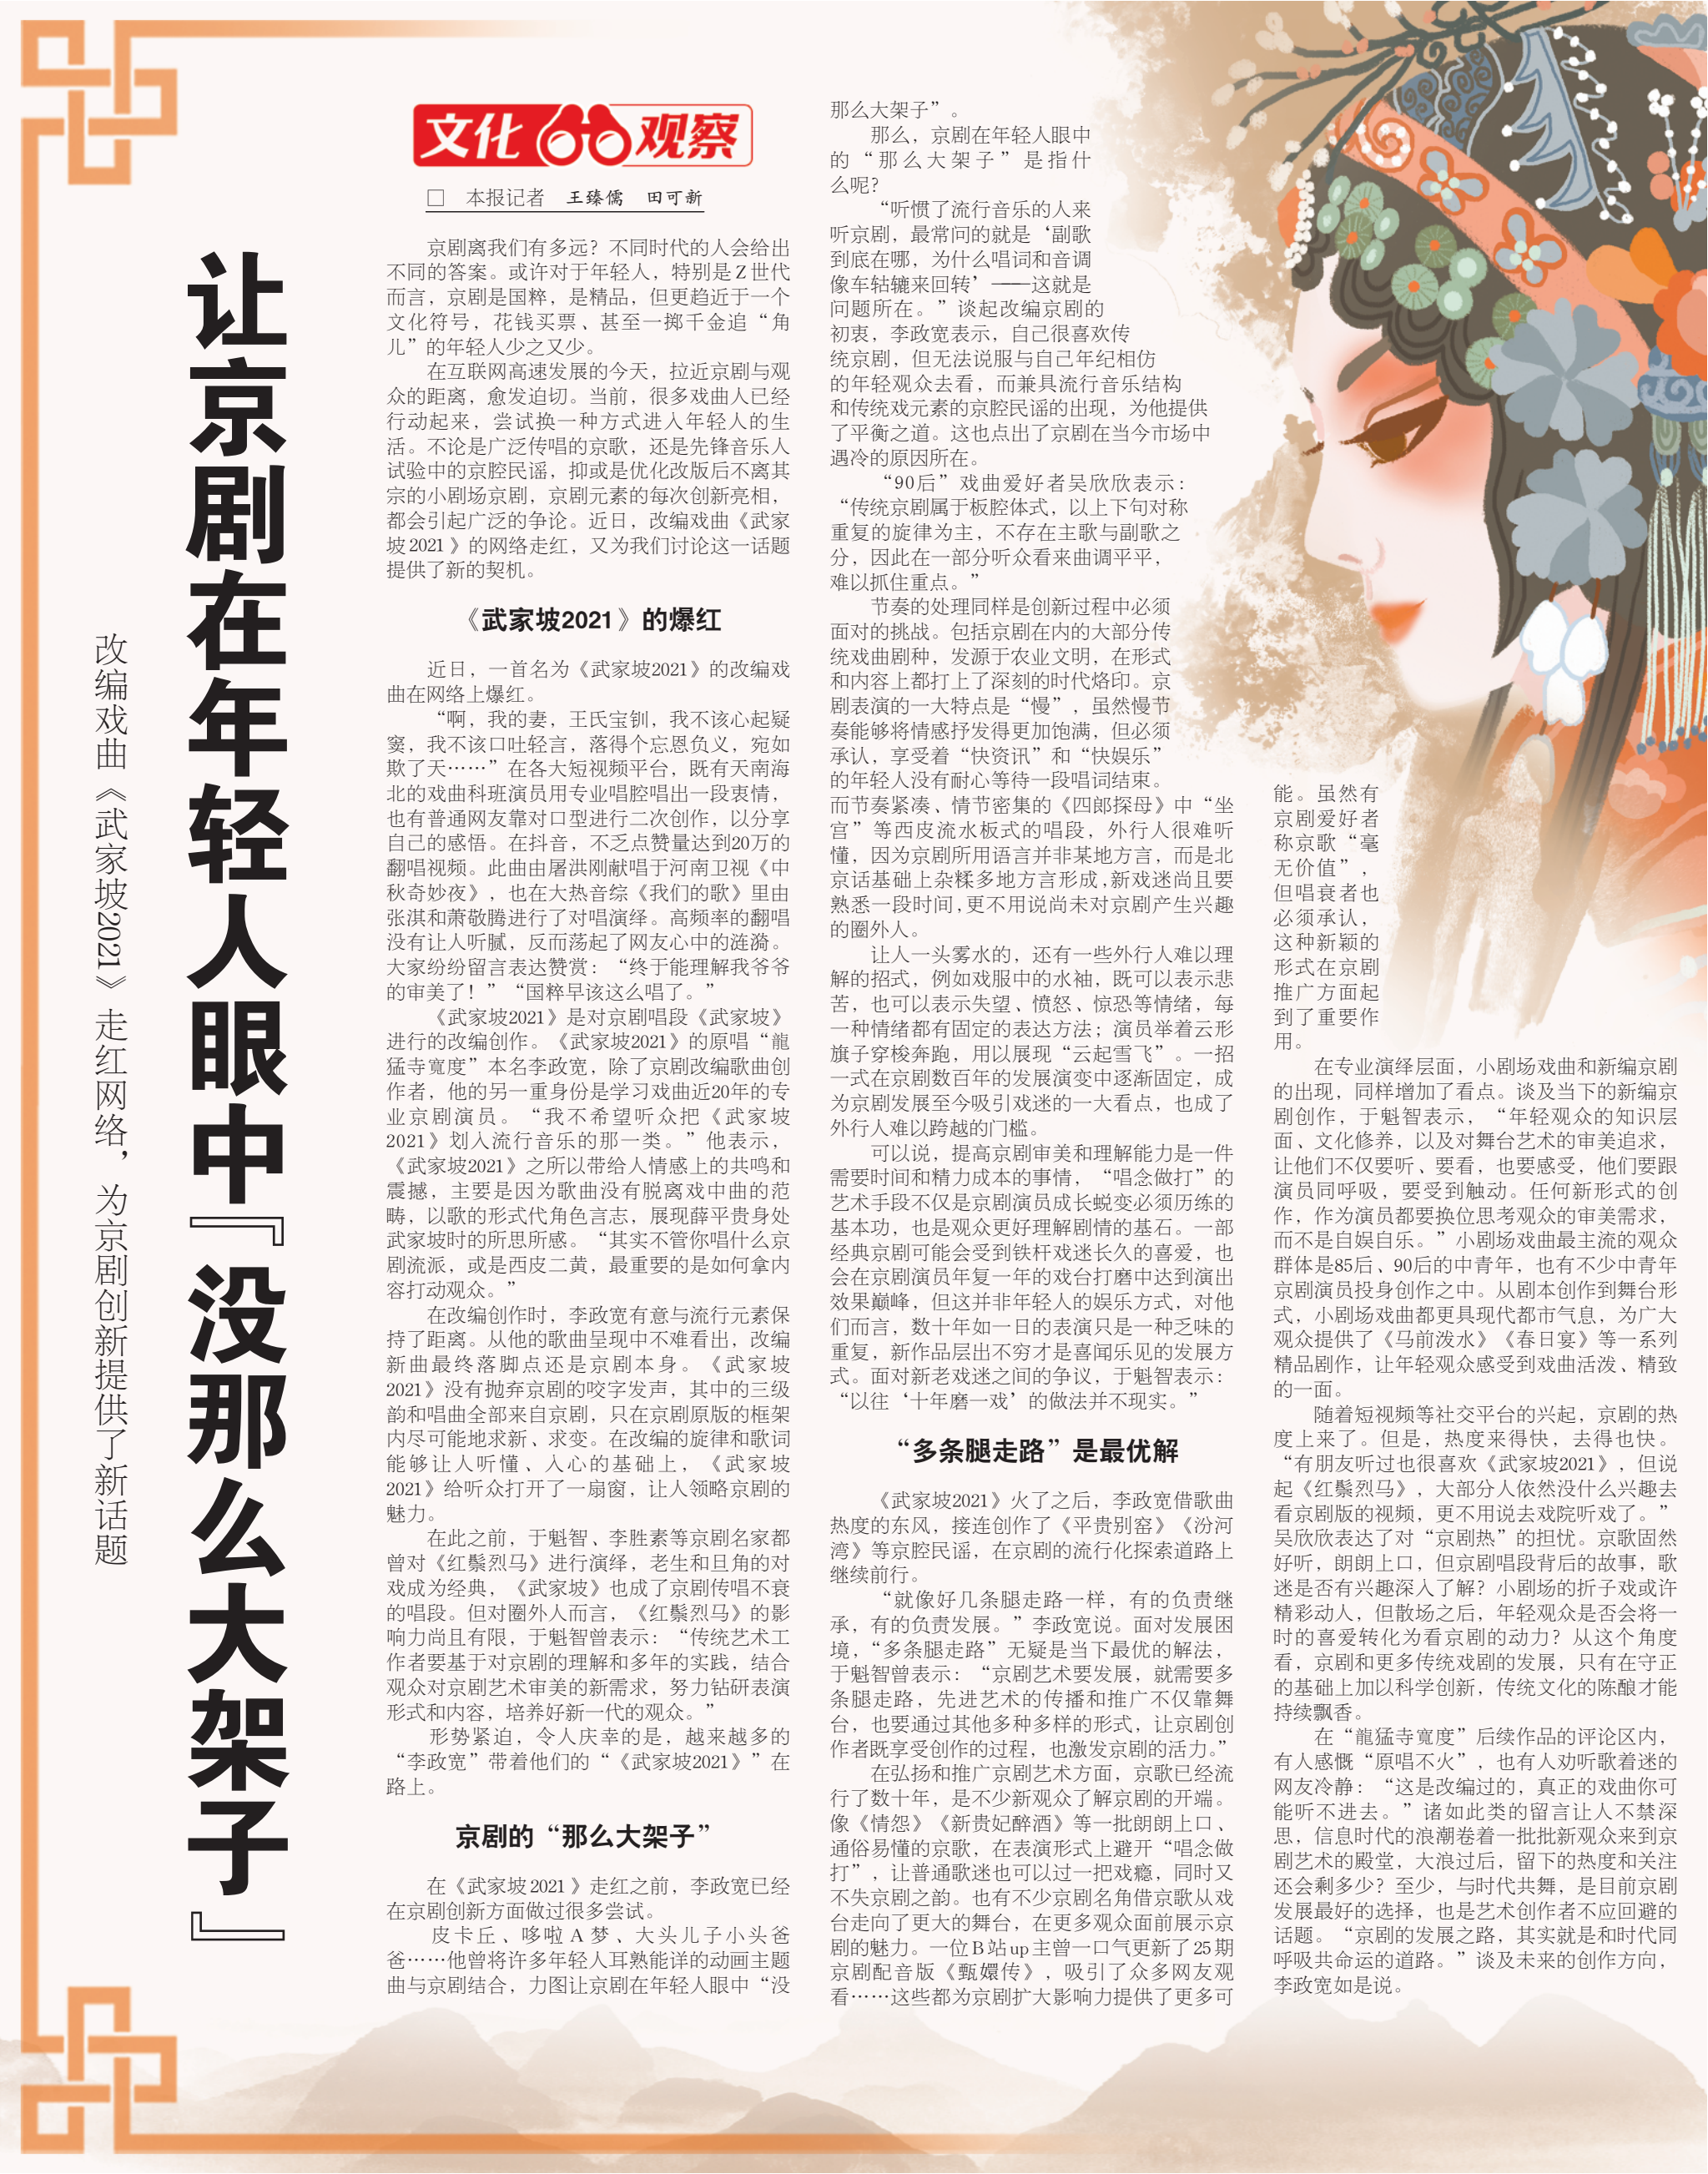 让京剧在年轻人眼中『没那么大架子』
改编戏曲《武家坡2021》走红网络，为京剧创新提供了新话题
文化观察
□　本报记者　王臻儒　田可新
京剧离我们有多远？不同时代的人会给出
不同的答案。或许对于年轻人，特别是Z世代
而言，京剧是国粹，是精品，但更趋近于一个
文化符号，花钱买票、甚至一掷千金追“角
儿”的年轻人少之又少。
在互联网高速发展的今天，拉近京剧与观
众的距离，愈发迫切。当前，很多戏曲人已经
行动起来，尝试换一种方式进入年轻人的生
活。不论是广泛传唱的京歌，还是先锋音乐人
试验中的京腔民谣，抑或是优化改版后不离其
宗的小剧场京剧，京剧元素的每次创新亮相，
都会引起广泛的争论。近日，改编戏曲《武家
坡2021》的网络走红，又为我们讨论这一话题
提供了新的契机。
《武家坡2021》的爆红
近日，一首名为《武家坡2021》的改编戏
曲在网络上爆红。
“啊，我的妻，王氏宝钏，我不该心起疑
窦，我不该口吐轻言，落得个忘恩负义，宛如
欺了天……”在各大短视频平台，既有天南海
北的戏曲科班演员用专业唱腔唱出一段衷情，
也有普通网友靠对口型进行二次创作，以分享
自己的感悟。在抖音，不乏点赞量达到20万的
翻唱视频。此曲由屠洪刚献唱于河南卫视《中
秋奇妙夜》，也在大热音综《我们的歌》里由
张淇和萧敬腾进行了对唱演绎。高频率的翻唱
没有让人听腻，反而荡起了网友心中的涟漪。
大家纷纷留言表达赞赏：“终于能理解我爷爷
的审美了！”“国粹早该这么唱了。”
《武家坡2021》是对京剧唱段《武家坡》
进行的改编创作。《武家坡2021》的原唱“龍
猛寺寬度”本名李政宽，除了京剧改编歌曲创
作者，他的另一重身份是学习戏曲近20年的专
业京剧演员。“我不希望听众把《武家坡
2021》划入流行音乐的那一类。”他表示，
《武家坡2021》之所以带给人情感上的共鸣和
震撼，主要是因为歌曲没有脱离戏中曲的范
畴，以歌的形式代角色言志，展现薛平贵身处
武家坡时的所思所感。“其实不管你唱什么京
剧流派，或是西皮二黄，最重要的是如何拿内
容打动观众。”
在改编创作时，李政宽有意与流行元素保
持了距离。从他的歌曲呈现中不难看出，改编
新曲最终落脚点还是京剧本身。《武家坡
2021》没有抛弃京剧的咬字发声，其中的三级
韵和唱曲全部来自京剧，只在京剧原版的框架
内尽可能地求新、求变。在改编的旋律和歌词
能够让人听懂、入心的基础上，《武家坡
2021》给听众打开了一扇窗，让人领略京剧的
魅力。
在此之前，于魁智、李胜素等京剧名家都
曾对《红鬃烈马》进行演绎，老生和旦角的对
戏成为经典，《武家坡》也成了京剧传唱不衰
的唱段。但对圈外人而言，《红鬃烈马》的影
响力尚且有限，于魁智曾表示：“传统艺术工
作者要基于对京剧的理解和多年的实践，结合
观众对京剧艺术审美的新需求，努力钻研表演
形式和内容，培养好新一代的观众。”
形势紧迫，令人庆幸的是，越来越多的
“李政宽”带着他们的“《武家坡2021》”在
路上。
京剧的“那么大架子”
在《武家坡2021》走红之前，李政宽已经
在京剧创新方面做过很多尝试。
皮卡丘、哆啦A梦、大头儿子小头爸
爸……他曾将许多年轻人耳熟能详的动画主题
曲与京剧结合，力图让京剧在年轻人眼中“没
那么大架子”。
那么，京剧在年轻人眼中
的“那么大架子”是指什
么呢？
“听惯了流行音乐的人来
听京剧，最常问的就是‘副歌
到底在哪，为什么唱词和音调
像车轱辘来回转’——这就是
问题所在。”谈起改编京剧的
初衷，李政宽表示，自己很喜欢传
统京剧，但无法说服与自己年纪相仿
的年轻观众去看，而兼具流行音乐结构
和传统戏元素的京腔民谣的出现，为他提供
了平衡之道。这也点出了京剧在当今市场中
遇冷的原因所在。
“90后”戏曲爱好者吴欣欣表示：
“传统京剧属于板腔体式，以上下句对称
重复的旋律为主，不存在主歌与副歌之
分，因此在一部分听众看来曲调平平，
难以抓住重点。”
节奏的处理同样是创新过程中必须
面对的挑战。包括京剧在内的大部分传
统戏曲剧种，发源于农业文明，在形式
和内容上都打上了深刻的时代烙印。京
剧表演的一大特点是“慢”，虽然慢节
奏能够将情感抒发得更加饱满，但必须
承认，享受着“快资讯”和“快娱乐”
的年轻人没有耐心等待一段唱词结束。
而节奏紧凑、情节密集的《四郎探母》中“坐
宫”等西皮流水板式的唱段，外行人很难听
懂，因为京剧所用语言并非某地方言，而是北
京话基础上杂糅多地方言形成，新戏迷尚且要
熟悉一段时间，更不用说尚未对京剧产生兴趣
的圈外人。
让人一头雾水的，还有一些外行人难以理
解的招式，例如戏服中的水袖，既可以表示悲
苦，也可以表示失望、愤怒、惊恐等情绪，每
一种情绪都有固定的表达方法；演员举着云形
旗子穿梭奔跑，用以展现“云起雪飞”。一招
一式在京剧数百年的发展演变中逐渐固定，成
为京剧发展至今吸引戏迷的一大看点，也成了
外行人难以跨越的门槛。
可以说，提高京剧审美和理解能力是一件
需要时间和精力成本的事情，“唱念做打”的
艺术手段不仅是京剧演员成长蜕变必须历练的
基本功，也是观众更好理解剧情的基石。一部
经典京剧可能会受到铁杆戏迷长久的喜爱，也
会在京剧演员年复一年的戏台打磨中达到演出
效果巅峰，但这并非年轻人的娱乐方式，对他
们而言，数十年如一日的表演只是一种乏味的
重复，新作品层出不穷才是喜闻乐见的发展方
式。面对新老戏迷之间的争议，于魁智表示：
“以往‘十年磨一戏’的做法并不现实。”
“多条腿走路”是最优解
《武家坡2021》火了之后，李政宽借歌曲
热度的东风，接连创作了《平贵别窑》《汾河
湾》等京腔民谣，在京剧的流行化探索道路上
继续前行。
“就像好几条腿走路一样，有的负责继
承，有的负责发展。”李政宽说。面对发展困
境，“多条腿走路”无疑是当下最优的解法，
于魁智曾表示：“京剧艺术要发展，就需要多
条腿走路，先进艺术的传播和推广不仅靠舞
台，也要通过其他多种多样的形式，让京剧创
作者既享受创作的过程，也激发京剧的活力。”
在弘扬和推广京剧艺术方面，京歌已经流
行了数十年，是不少新观众了解京剧的开端。
像《情怨》《新贵妃醉酒》等一批朗朗上口、
通俗易懂的京歌，在表演形式上避开“唱念做
打”，让普通歌迷也可以过一把戏瘾，同时又
不失京剧之韵。也有不少京剧名角借京歌从戏
台走向了更大的舞台，在更多观众面前展示京
剧的魅力。一位B站up主曾一口气更新了25期
京剧配音版《甄嬛传》，吸引了众多网友观
看……这些都为京剧扩大影响力提供了更多可
能。虽然有
京剧爱好者
称京歌“毫
无价值”，
但唱衰者也
必须承认，
这种新颖的
形式在京剧
推广方面起
到了重要作
用。
在专业演绎层面，小剧场戏曲和新编京剧
的出现，同样增加了看点。谈及当下的新编京
剧创作，于魁智表示，“年轻观众的知识层
面、文化修养，以及对舞台艺术的审美追求，
让他们不仅要听、要看，也要感受，他们要跟
演员同呼吸，要受到触动。任何新形式的创
作，作为演员都要换位思考观众的审美需求，
而不是自娱自乐。”小剧场戏曲最主流的观众
群体是85后、90后的中青年，也有不少中青年
京剧演员投身创作之中。从剧本创作到舞台形
式，小剧场戏曲都更具现代都市气息，为广大
观众提供了《马前泼水》《春日宴》等一系列
精品剧作，让年轻观众感受到戏曲活泼、精致
的一面。
随着短视频等社交平台的兴起，京剧的热
度上来了。但是，热度来得快，去得也快。
“有朋友听过也很喜欢《武家坡2021》，但说
起《红鬃烈马》，大部分人依然没什么兴趣去
看京剧版的视频，更不用说去戏院听戏了。”
吴欣欣表达了对“京剧热”的担忧。京歌固然
好听，朗朗上口，但京剧唱段背后的故事，歌
迷是否有兴趣深入了解？小剧场的折子戏或许
精彩动人，但散场之后，年轻观众是否会将一
时的喜爱转化为看京剧的动力？从这个角度
看，京剧和更多传统戏剧的发展，只有在守正
的基础上加以科学创新，传统文化的陈酿才能
持续飘香。
在“龍猛寺寬度”后续作品的评论区内，
有人感慨“原唱不火”，也有人劝听歌着迷的
网友冷静：“这是改编过的，真正的戏曲你可
能听不进去。”诸如此类的留言让人不禁深
思，信息时代的浪潮卷着一批批新观众来到京
剧艺术的殿堂，大浪过后，留下的热度和关注
还会剩多少？至少，与时代共舞，是目前京剧
发展最好的选择，也是艺术创作者不应回避的
话题。“京剧的发展之路，其实就是和时代同
呼吸共命运的道路。”谈及未来的创作方向，
李政宽如是说。